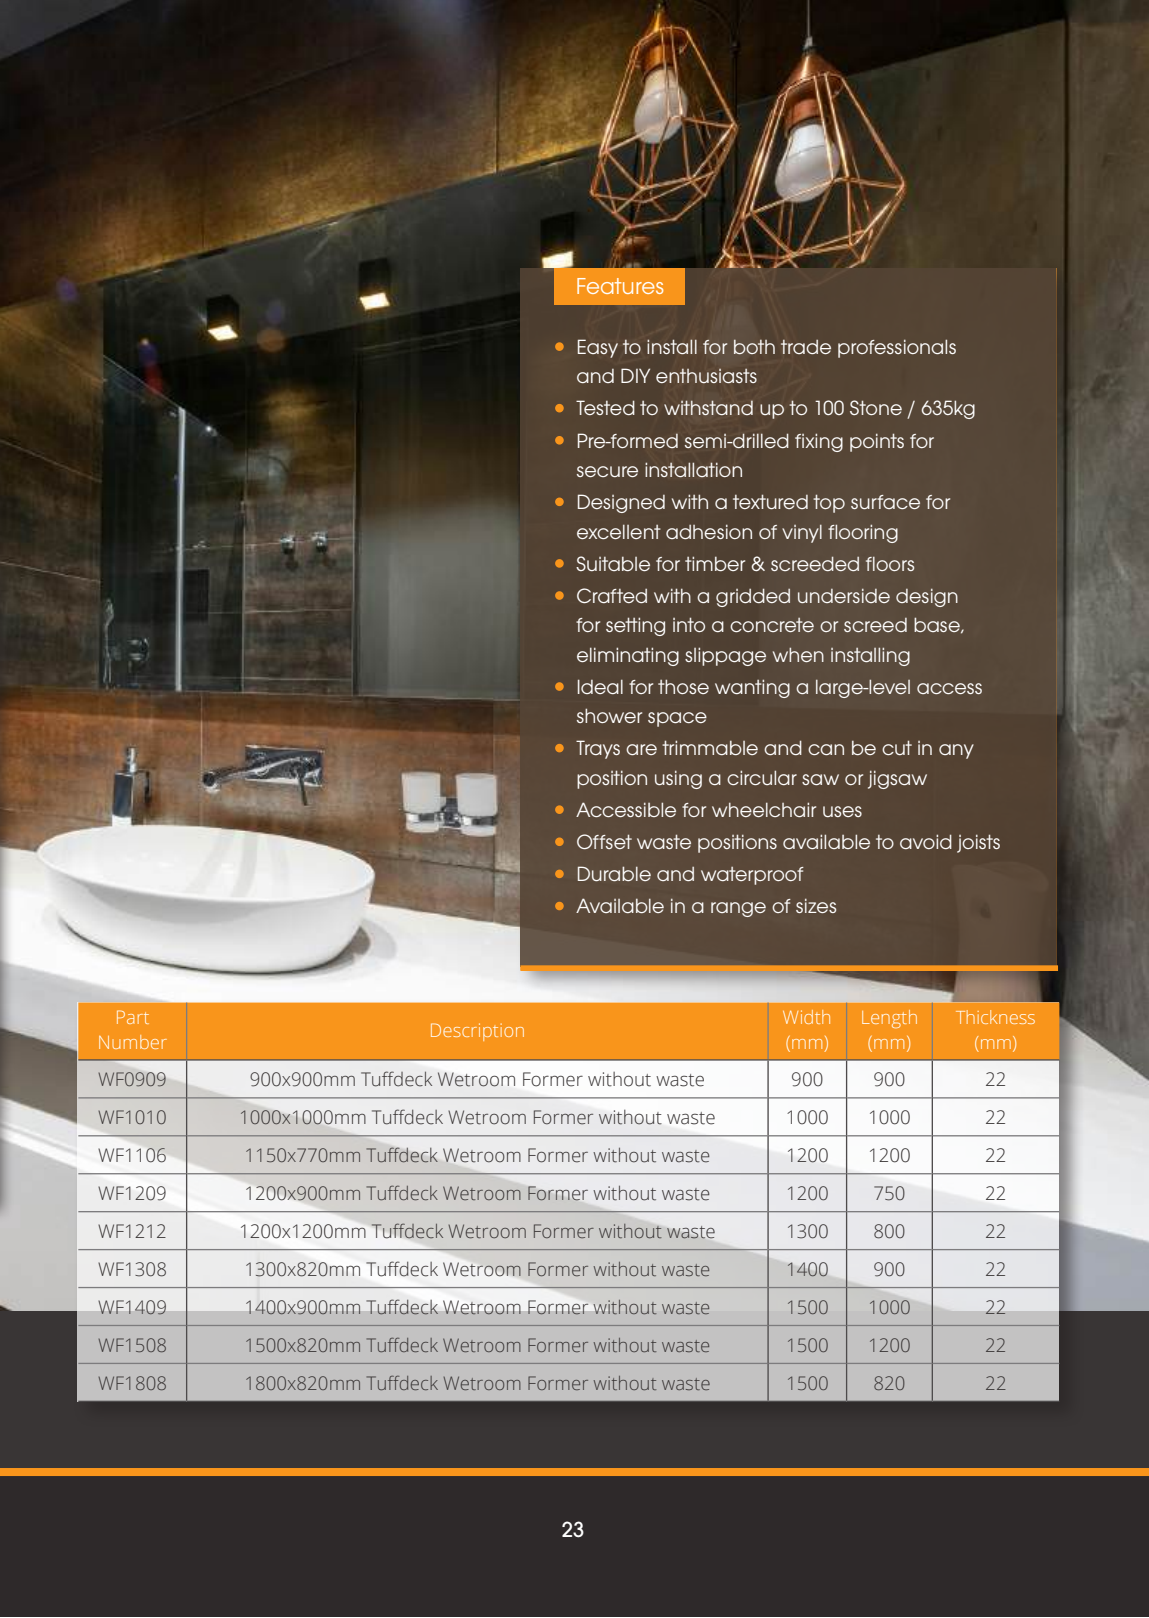 Features
• Easy to install for both trade professionals
and DIY enthusiasts
• Tested to withstand up to 100 Stone / 635kg
• Pre-formed semi-drilled fixing points for
secure installation
• Designed with a textured top surface for
excellent adhesion of vinyl flooring
• Suitable for timber & screeded floors
• Crafted with a gridded underside design
for setting into a concrete or screed base,
eliminating slippage when installing
• Ideal for those wanting a large-level access
shower space
• Trays are trimmable and can be cut in any
position using a circular saw or jigsaw
• Accessible for wheelchair uses
• Offset waste positions available to avoid joists
• Durable and waterproof
• Available in a range of sizes
Part Number Description Width (mm) Length (mm) Thickness (mm)
WF0909 900x900mm Tuffdeck Wetroom Former without waste 900 900 22
WF1010 1000x1000mm Tuffdeck Wetroom Former without waste 1000 1000 22
WF1106 1150x770mm Tuffdeck Wetroom Former without waste 1200 1200 22
WF1209 1200x900mm Tuffdeck Wetroom Former without waste 1200 750 22
WF1212 1200x1200mm Tuffdeck Wetroom Former without waste 1300 800 22
WF1308 1300x820mm Tuffdeck Wetroom Former without waste 1400 900 22
WF1409 1400x900mm Tuffdeck Wetroom Former without waste 1500 1000 22
WF1508 1500x820mm Tuffdeck Wetroom Former without waste 1500 1200 22
WF1808 1800x820mm Tuffdeck Wetroom Former without waste 1500 820 22
23